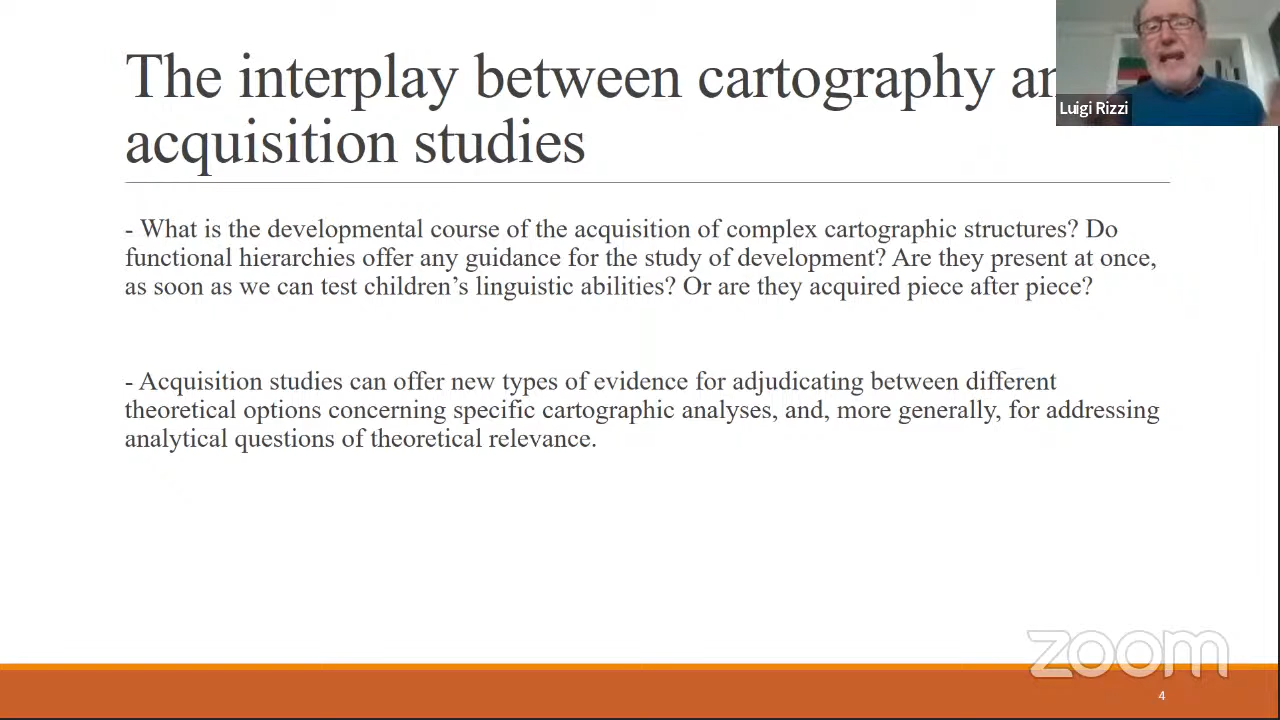 The interplay between cartography
acquisition studies
Luigi Rizzi
- What is the developmental course of the acquisition of complex cartographic structures? Do
functional hierarchies offer any guidance for the study of development? Are they present at once,
as soon as we can test children’s linguistic abilities? Or are they acquired piece after piece?
- Acquisition studies can offer new types of evidence for adjudicating between different
theoretical options concerning specific cartographic analyses, and, more generally, for addressing
analytical questions of theoretical relevance.
zoom
4